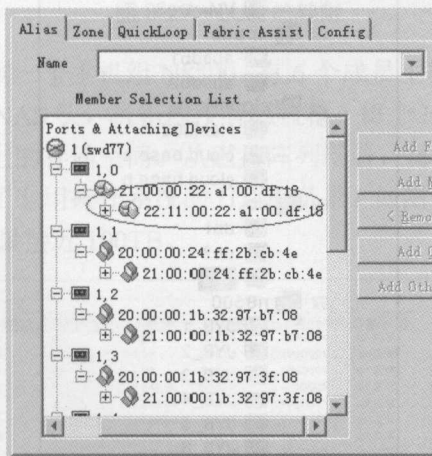 Alias Zone QuickLoop Fabric Assist Config
Name
Member Selection List
Ports & Attaching Devices
1 (swd77)
1,0
21:00:00:22:a1:00:df:18
22:11:00:22:a1:00:df:18
1,1
20:00:00:24:ff:2b:cb:4e
21:00:00:24:ff:2b:cb:4e
1,2
20:00:00:1b:32:97:b7:08
21:00:00:1b:32:97:b7:08
1,3
20:00:00:1b:32:97:3f:08
21:00:00:1b:32:97:3f:08
Add
Add
< Remo
Add
Add Oth